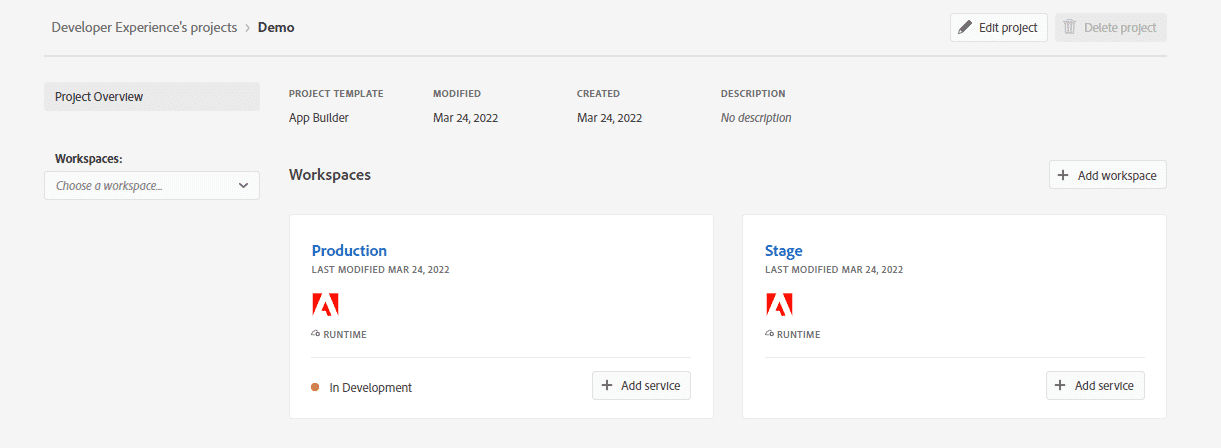 Developer Experience's projects › Demo
Edit project
Delete project
Project Overview
PROJECT TEMPLATE MODIFIED CREATED DESCRIPTION
App Builder Mar 24, 2022 Mar 24, 2022 No description
Workspaces:
Choose a workspace...
Workspaces
+ Add workspace
Production
LAST MODIFIED MAR 24, 2022
RUNTIME
In Development
+ Add service
Stage
LAST MODIFIED MAR 24, 2022
RUNTIME
+ Add service